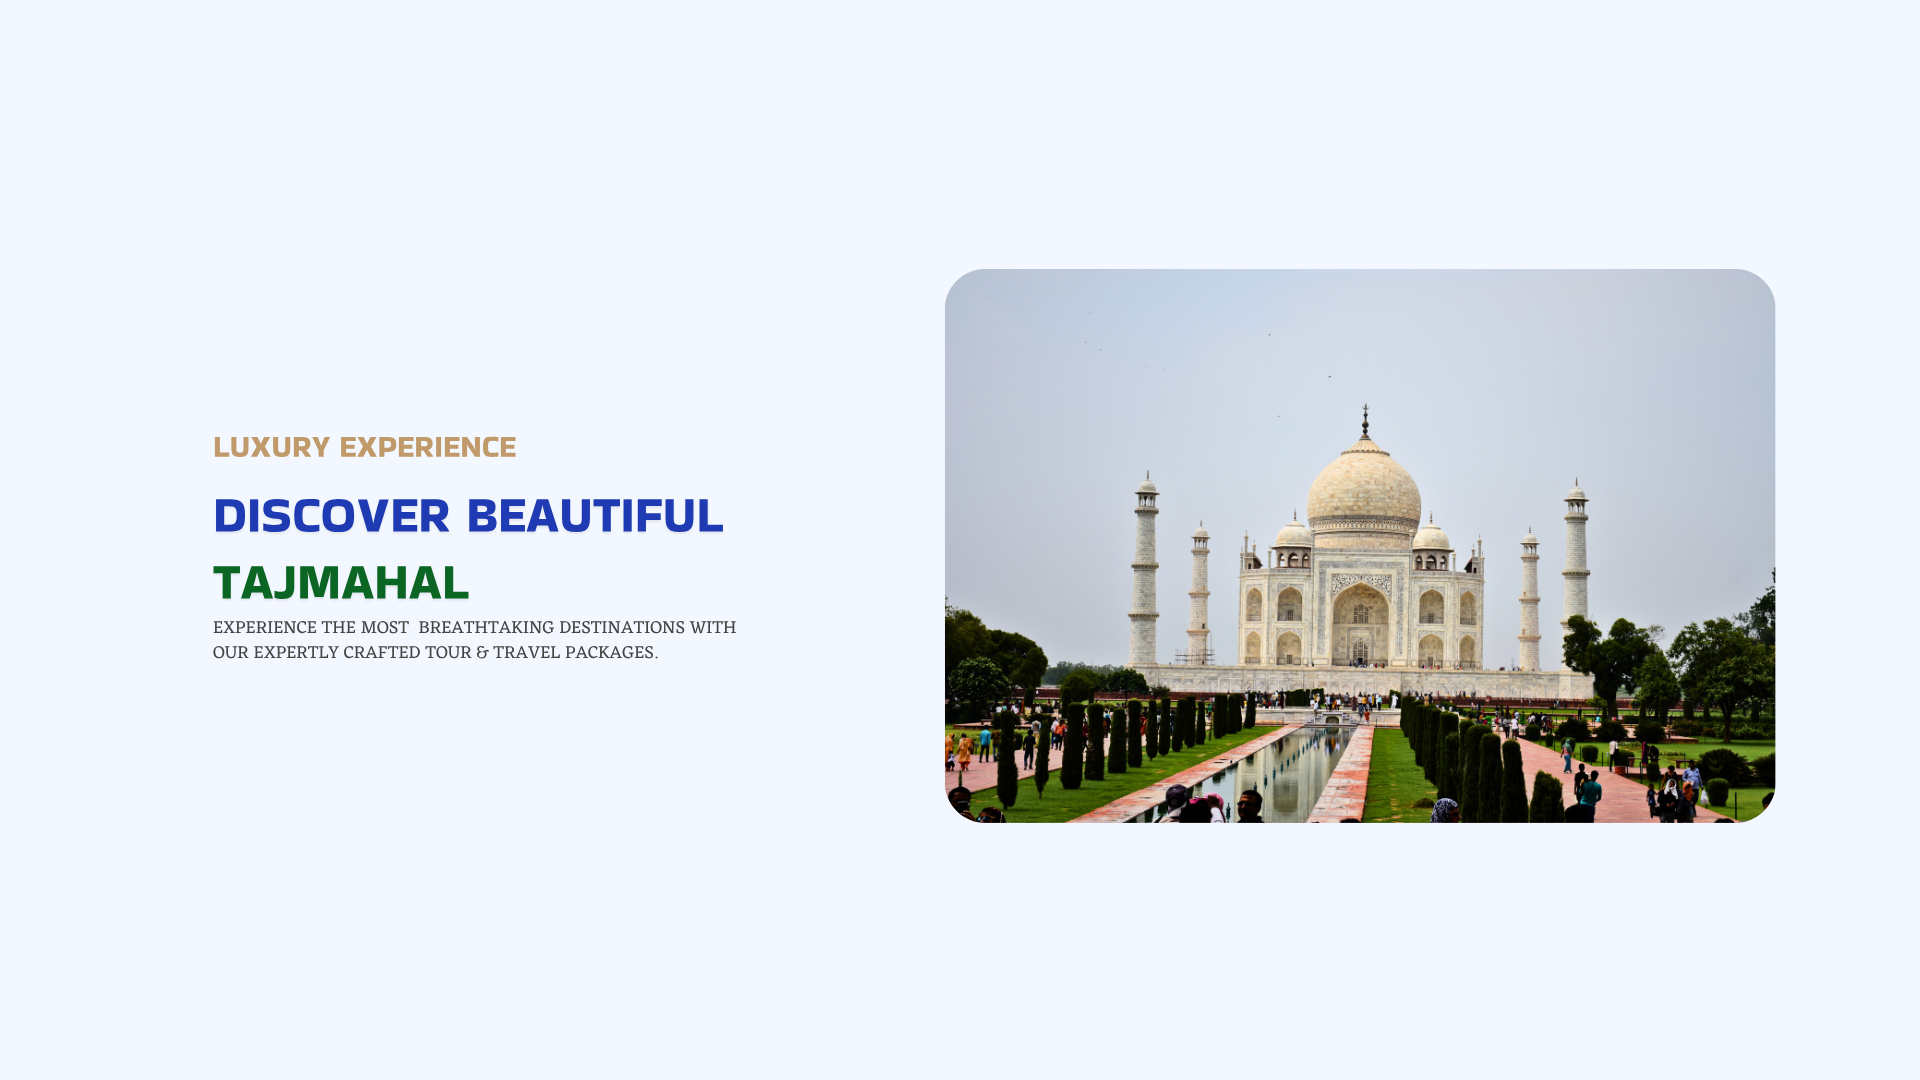 LUXURY EXPERIENCE
DISCOVER BEAUTIFUL
TAJMAHAL
EXPERIENCE THE MOST  BREATHTAKING DESTINATIONS WITH
OUR EXPERTLY CRAFTED TOUR & TRAVEL PACKAGES.